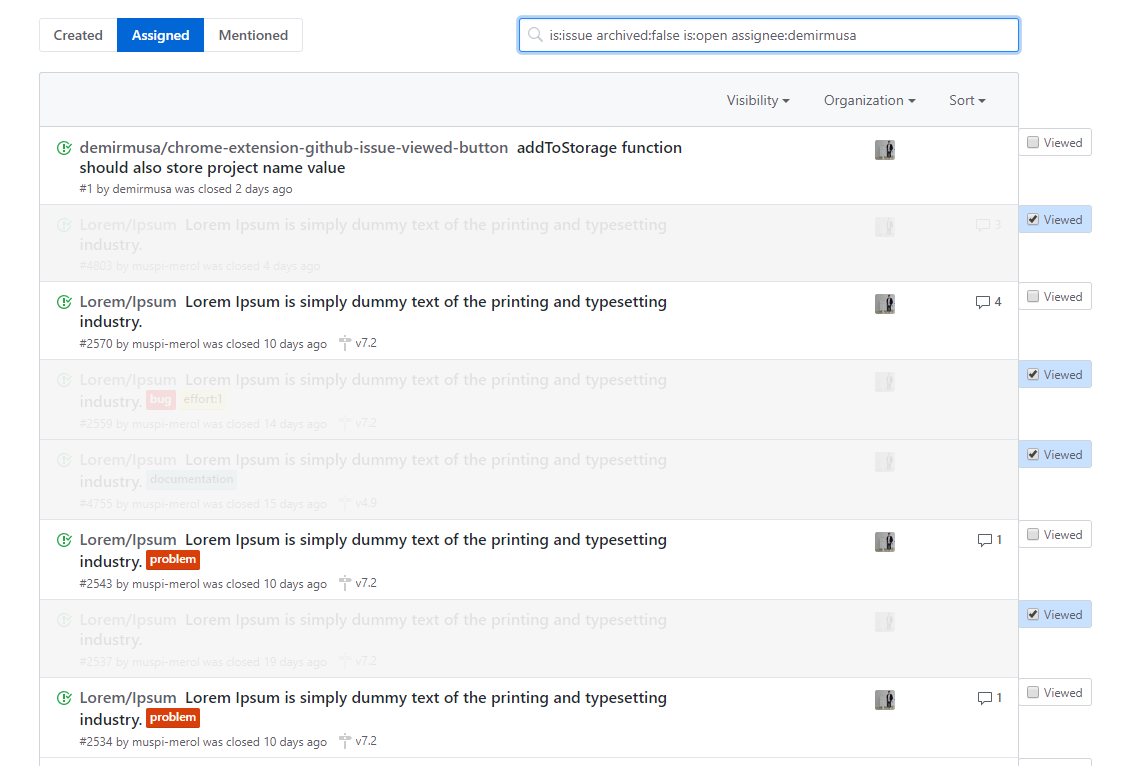 Created Assigned Mentioned is:issue archived:false is:open assignee:demirmusa
Visibility Organization Sort
demirmusa/chrome-extension-github-issue-viewed-button addToStorage function Viewed
should also store project name value
#1 by demirmusa was closed 2 days ago
Lorem/Ipsum Lorem Ipsum is simply dummy text of the printing and typesetting 3 Viewed
industry.
#4803 by muspi-merol was closed 4 days ago
Lorem/Ipsum Lorem Ipsum is simply dummy text of the printing and typesetting 4 Viewed
industry.
#2570 by muspi-merol was closed 10 days ago v7.2
Lorem/Ipsum Lorem Ipsum is simply dummy text of the printing and typesetting Viewed
industry. bug effort:1
#2559 by muspi-merol was closed 14 days ago v7.2
Lorem/Ipsum Lorem Ipsum is simply dummy text of the printing and typesetting Viewed
industry. documentation
#4755 by muspi-merol was closed 15 days ago v4.9
Lorem/Ipsum Lorem Ipsum is simply dummy text of the printing and typesetting 1 Viewed
industry. problem
#2543 by muspi-merol was closed 10 days ago v7.2
Lorem/Ipsum Lorem Ipsum is simply dummy text of the printing and typesetting Viewed
industry.
#2537 by muspi-merol was closed 19 days ago v7.2
Lorem/Ipsum Lorem Ipsum is simply dummy text of the printing and typesetting 1 Viewed
industry. problem
#2534 by muspi-merol was closed 10 days ago v7.2